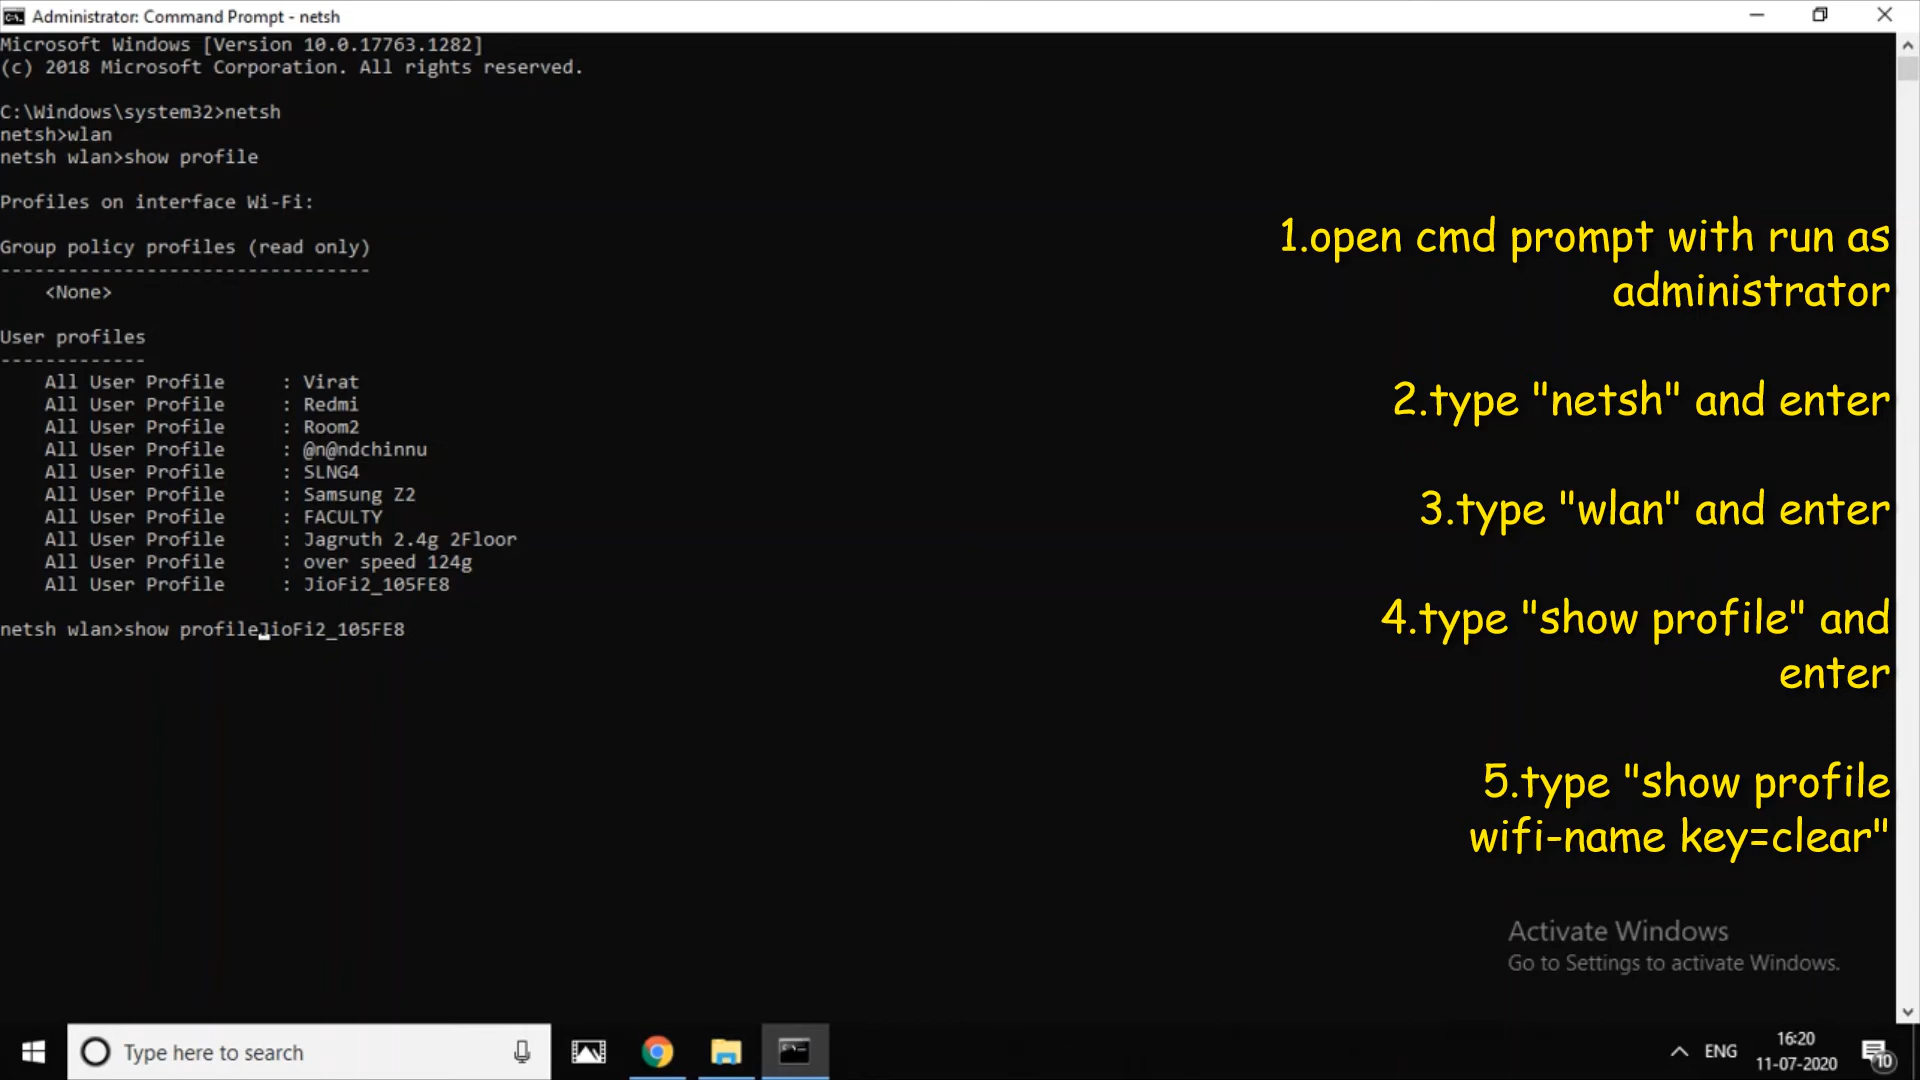 Administrator: Command Prompt - netsh
Microsoft Windows [Version 10.0.17763.1282]
(c) 2018 Microsoft Corporation. All rights reserved.
C:\Windows\system32>netsh
netsh>wlan
netsh wlan>show profile
Profiles on interface Wi-Fi:
Group policy profiles (read only)
---------------------------------
<None>
User profiles
-------------
All User Profile : Virat
All User Profile : Redmi
All User Profile : Room2
All User Profile : @n@ndchinnu
All User Profile : SLNG4
All User Profile : Samsung Z2
All User Profile : FACULTY
All User Profile : Jagruth 2.4g 2Floor
All User Profile : over speed 124g
All User Profile : JioFi2_105FE8
netsh wlan>show profileJioFi2_105FE8
1.open cmd prompt with run as
administrator
2.type "netsh" and enter
3.type "wlan" and enter
4.type "show profile" and
enter
5.type "show profile
wifi-name key=clear"
Activate Windows
Go to Settings to activate Windows.
Type here to search
ENG
16:20
11-07-2020
10